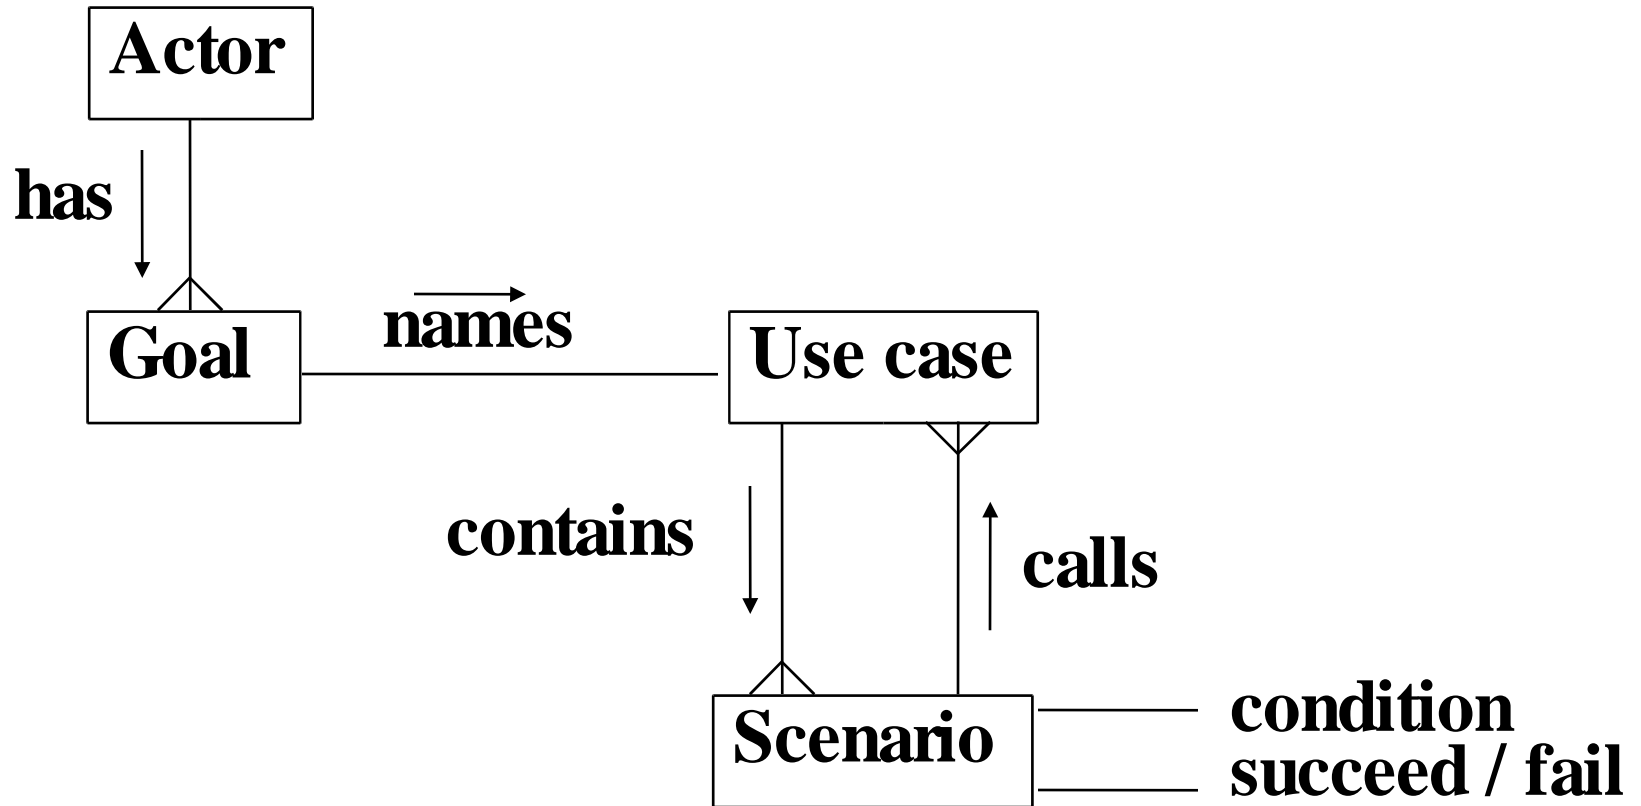 Actor
has
names
Goal
Use case
contains
calls
Scenario
condition
succeed / fail